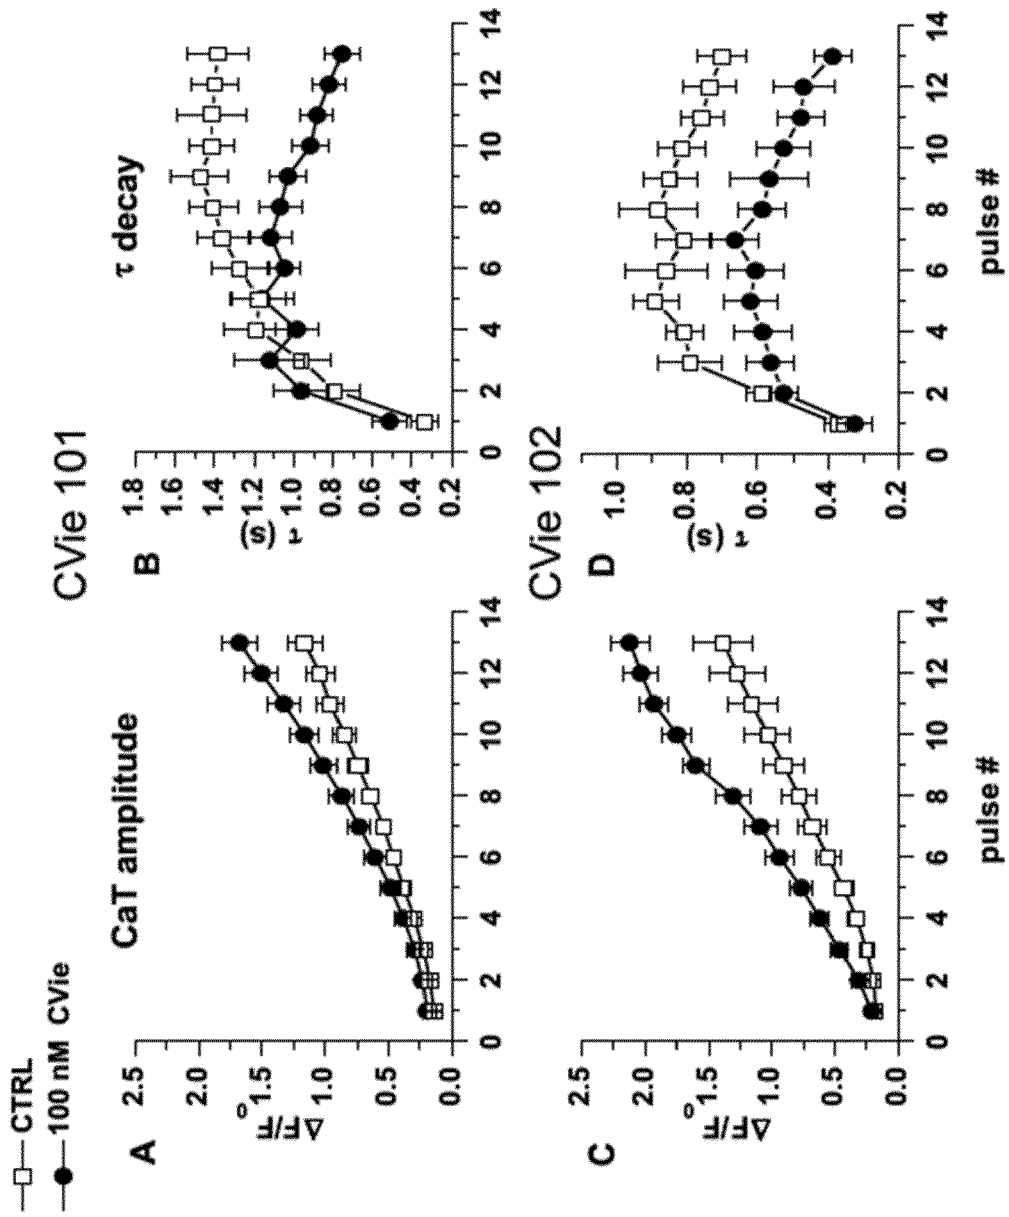 CTRL
100 nM CVie
CVie 101
CaT amplitude
τ decay
A
ΔF/F0
2.5
2.0
1.5
1.0
0.5
0.0
0 2 4 6 8 10 12 14
B
τ (s)
1.8
1.6
1.4
1.2
1.0
0.8
0.6
0.4
0.2
0 2 4 6 8 10 12 14
CVie 102
C
ΔF/F0
2.5
2.0
1.5
1.0
0.5
0.0
0 2 4 6 8 10 12 14
pulse #
D
τ (s)
1.0
0.8
0.6
0.4
0.2
0 2 4 6 8 10 12 14
pulse #